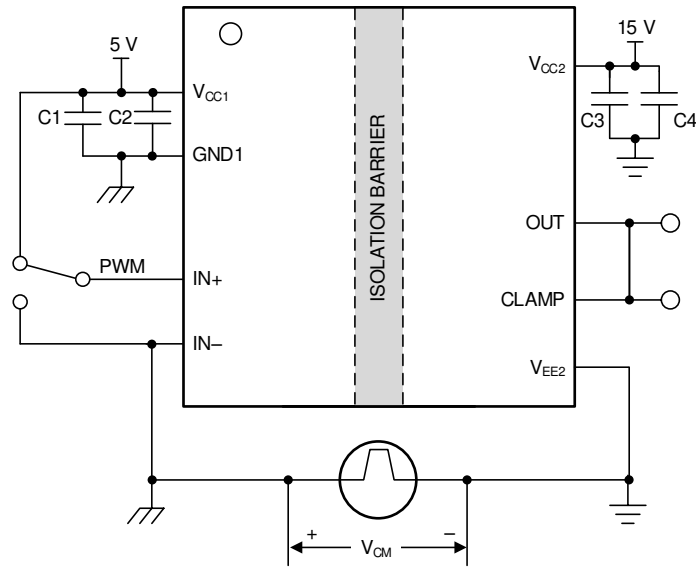 5 V
15 V
VCC1
VCC2
C1
C2
C3
C4
GND1
ISOLATION BARRIER
OUT
PWM
IN+
CLAMP
IN–
VEE2
+
VCM
–